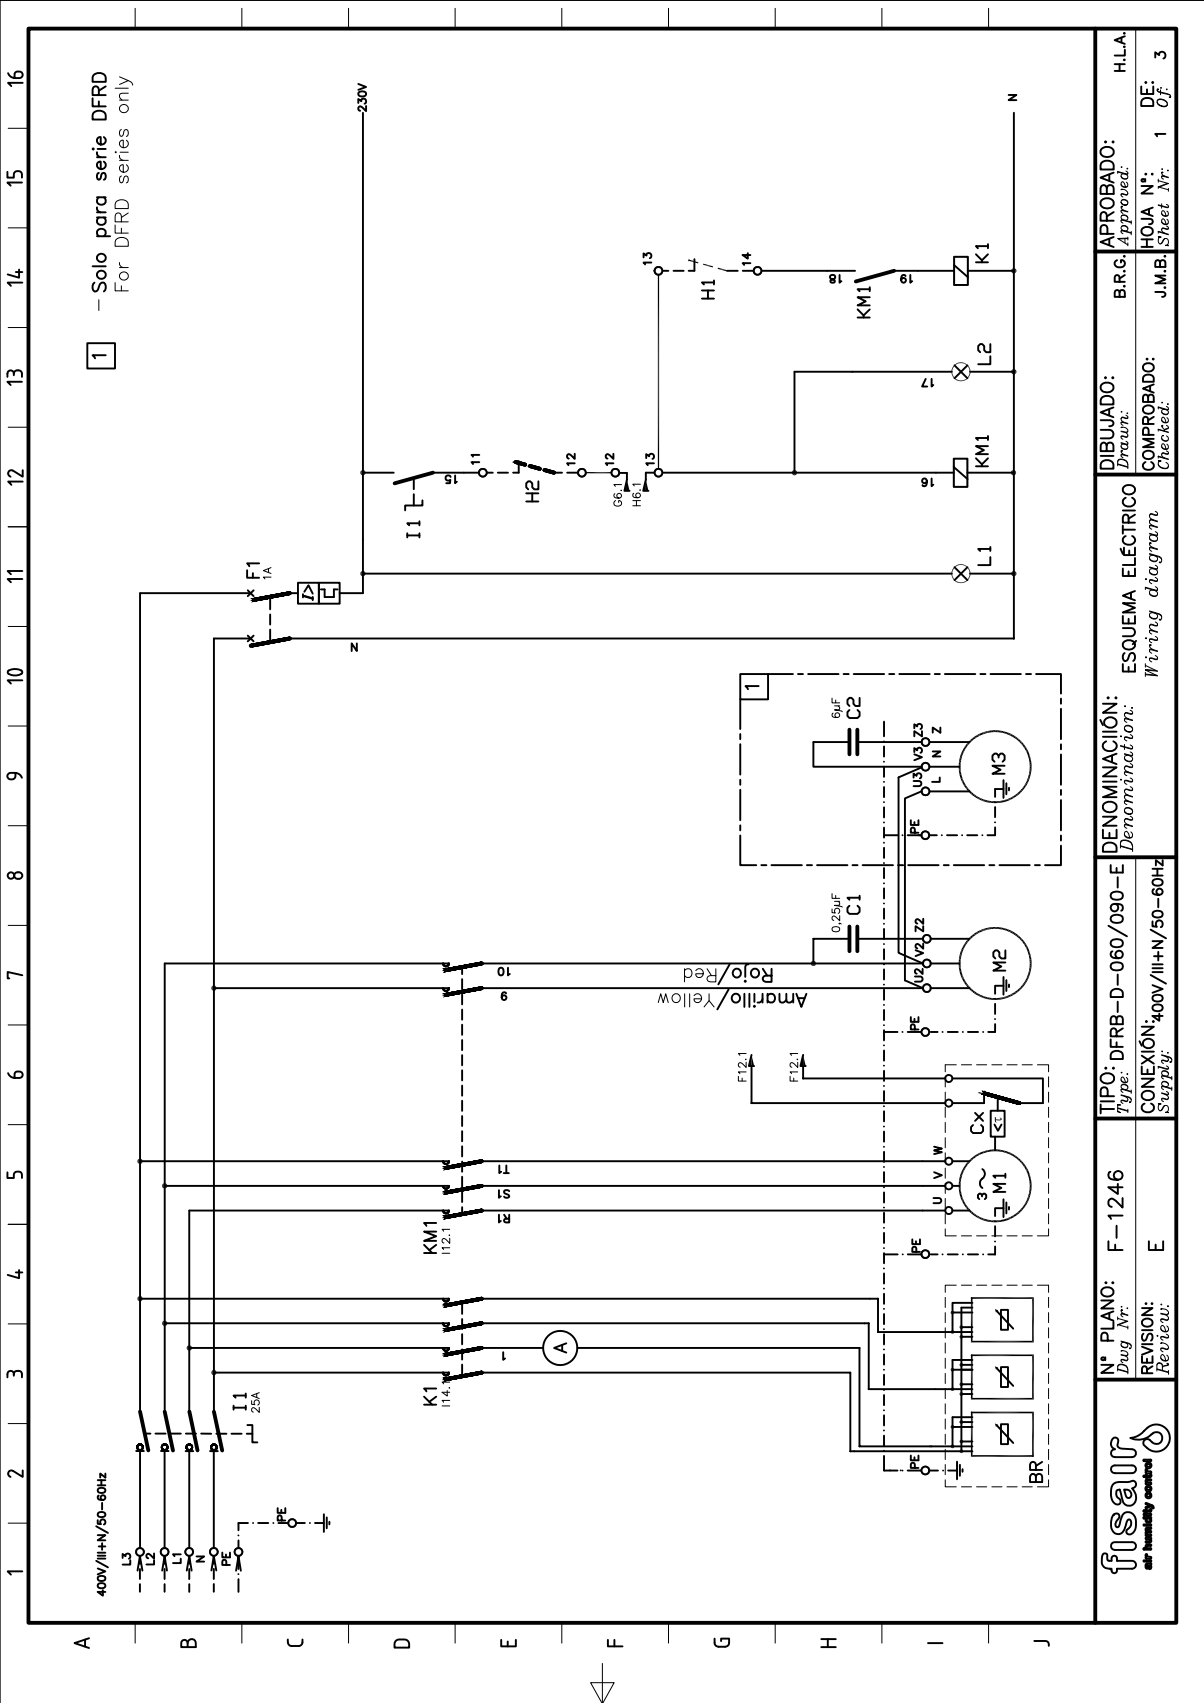 1 2 3 4 5 6 7 8 9 10 11 12 13 14 15 16
A
B
C
D
E
F
G
H
I
J
400V/III+N/50-60Hz
L3
L2
L1
N
PE
PE
I1
25A
K1
I14.1
1
A
KM1
I12.1
R1
S1
T1
9
10
Amarillo/Yellow
Rojo/Red
F12.1
F12.1
BR
PE
PE
U
V
W
3~
M1
Cx
<τ
PE
U2
V2
Z2
0,25µF
C1
M2
1
PE
U3
V3
Z3
L
N
Z
6µF
C2
M3
F1
1A
I>
N
230V
L1
I1
15
11
H2
12
12
G6.1
H6.1
13
16
KM1
17
L2
13
H1
14
18
KM1
19
K1
N
1
- Solo para serie DFRD
For DFRD series only
fisair
air humidity control
Nº PLANO: F-1246
Dwg Nr:
REVISION: E
Review:
TIPO: DFRB-D-060/090-E
Type:
CONEXIÓN: 400V/III+N/50-60Hz
Supply:
DENOMINACIIÓN:
Denomination:
ESQUEMA ELÉCTRICO
Wiring diagram
DIBUJADO: B.R.G.
Drawn:
COMPROBADO: J.M.B.
Checked:
APROBADO: H.L.A.
Approved:
HOJA Nº: 1 DE: 3
Sheet Nr: Of: